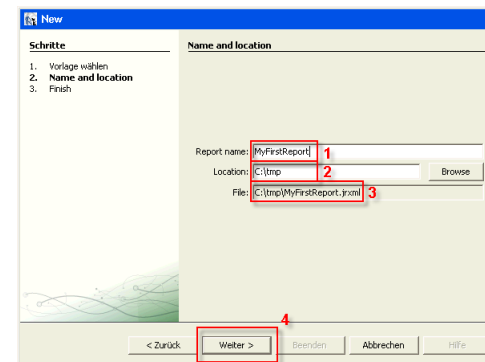 New
Schritte
1. Vorlage wählen
2. Name and location
3. Finish
Name and location
Report name: MyFirstReport 1
Location: C:\tmp 2 Browse
File: C:\tmp\MyFirstReport.jrxml 3
4
< Zurück Weiter > Beenden Abbrechen Hilfe